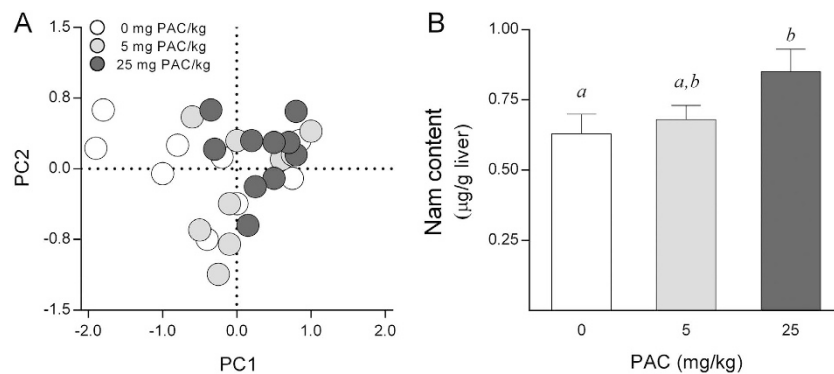 A
1.5
0 mg PAC/kg
5 mg PAC/kg
25 mg PAC/kg
0.8
0.0
-0.8
-1.5
PC2
-2.0 -1.0 0.0 1.0 2.0
PC1
B
1.00
0.75
0.50
0.25
Nam content
(µg/g liver)
a
a,b
b
0 5 25
PAC (mg/kg)